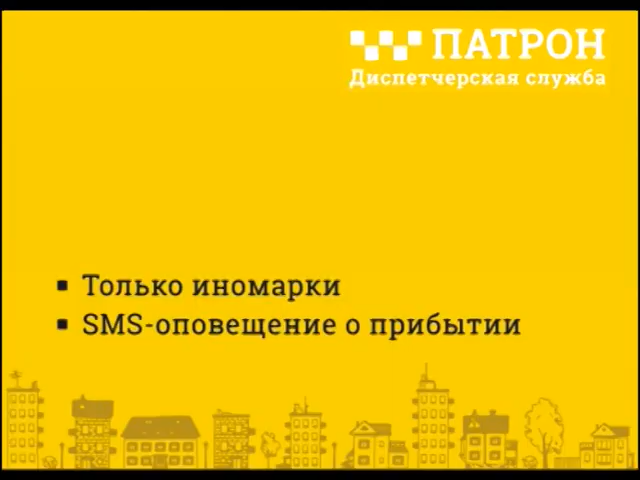 ПАТРОН
Диспетчерская служба
Только иномарки
SMS-оповещение о прибытии